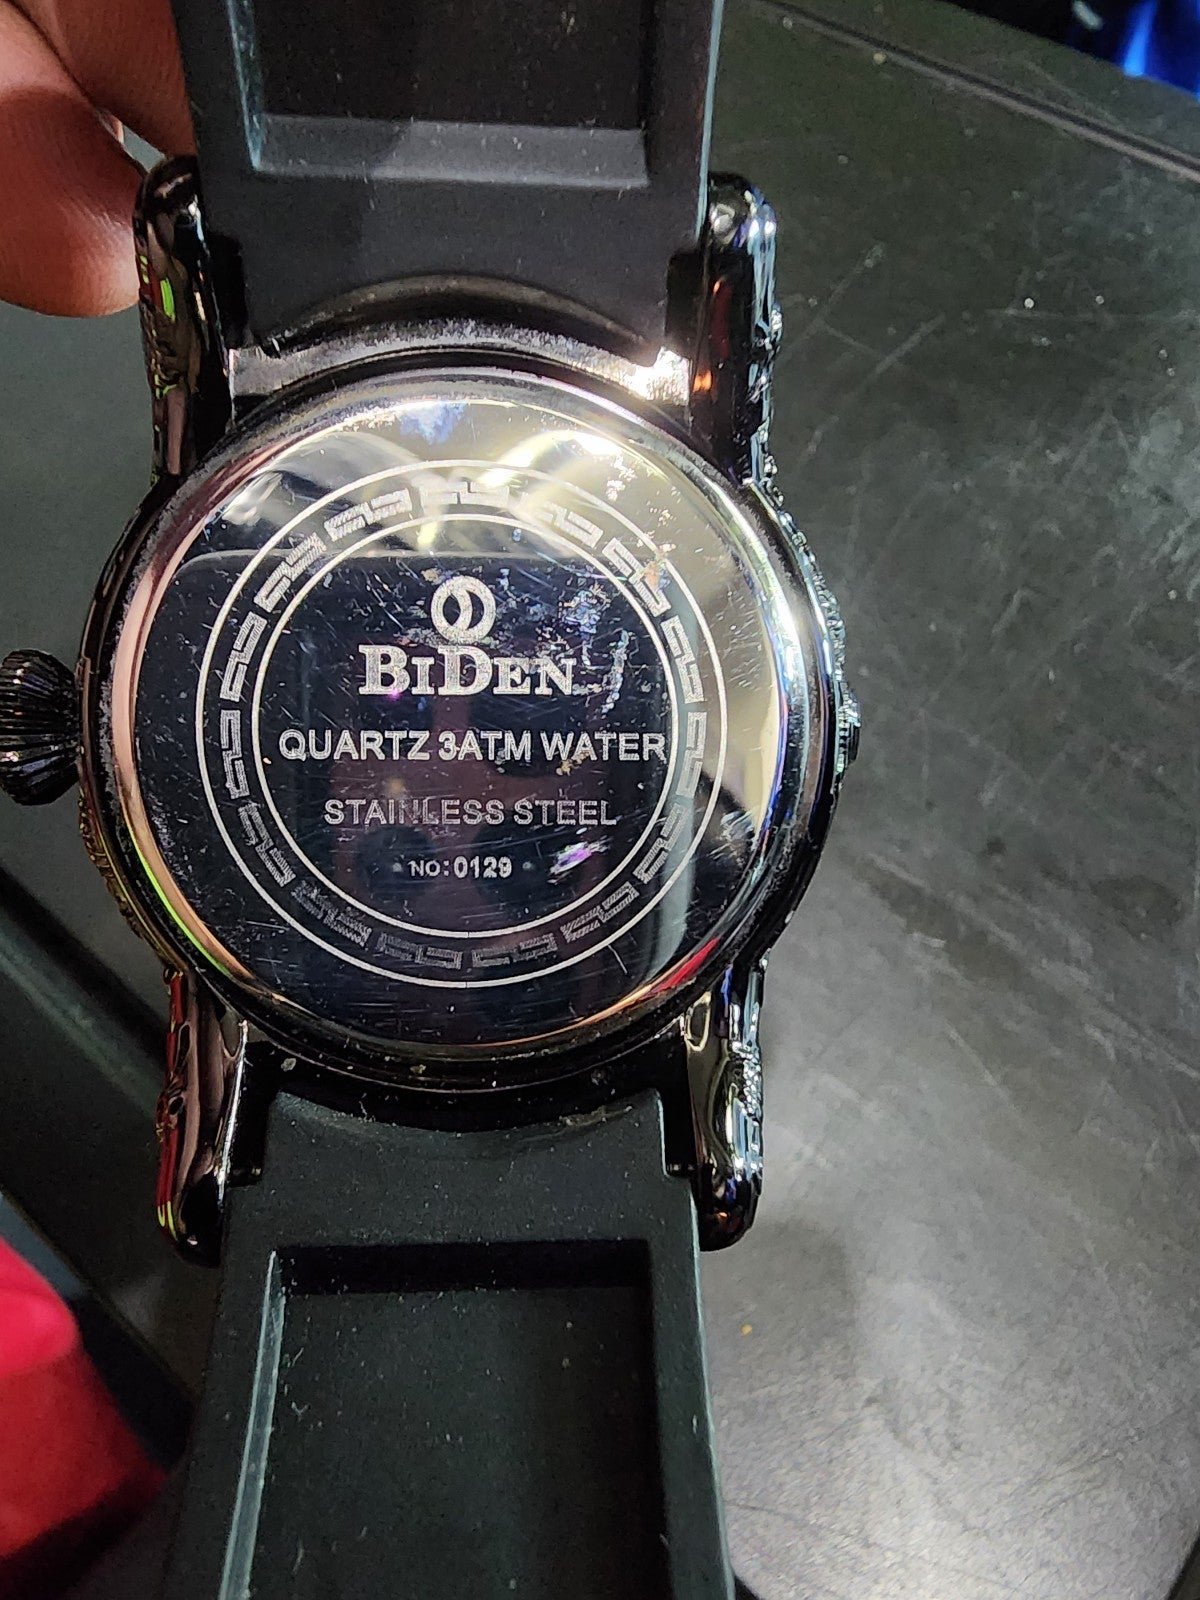 BIDEN
QUARTZ 3ATM WATER
STAINLESS STEEL
NO:0129